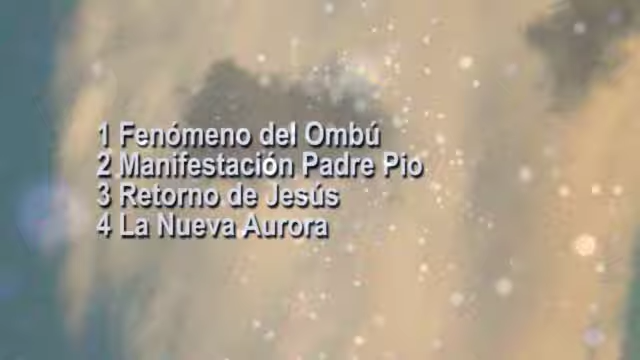 1 Fenómeno del Ombú
2 Manifestación Padre Pio
3 Retorno de Jesús
4 La Nueva Aurora